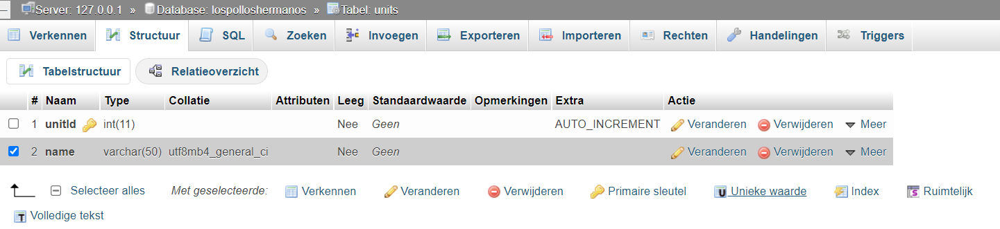 Server: 127.0.0.1 » Database: lospolloshermanos » Tabel: units
Verkennen Structuur SQL Zoeken Invoegen Exporteren Importeren Rechten Handelingen Triggers
Tabelstructuur Relatieoverzicht
# Naam Type Collatie Attributen Leeg Standaardwaarde Opmerkingen Extra Actie
1 unitId int(11) Nee Geen AUTO_INCREMENT Veranderen Verwijderen Meer
2 name varchar(50) utf8mb4_general_ci Nee Geen Veranderen Verwijderen Meer
Selecteer alles Met geselecteerde: Verkennen Veranderen Verwijderen Primaire sleutel Unieke waarde Index Ruimtelijk
Volledige tekst